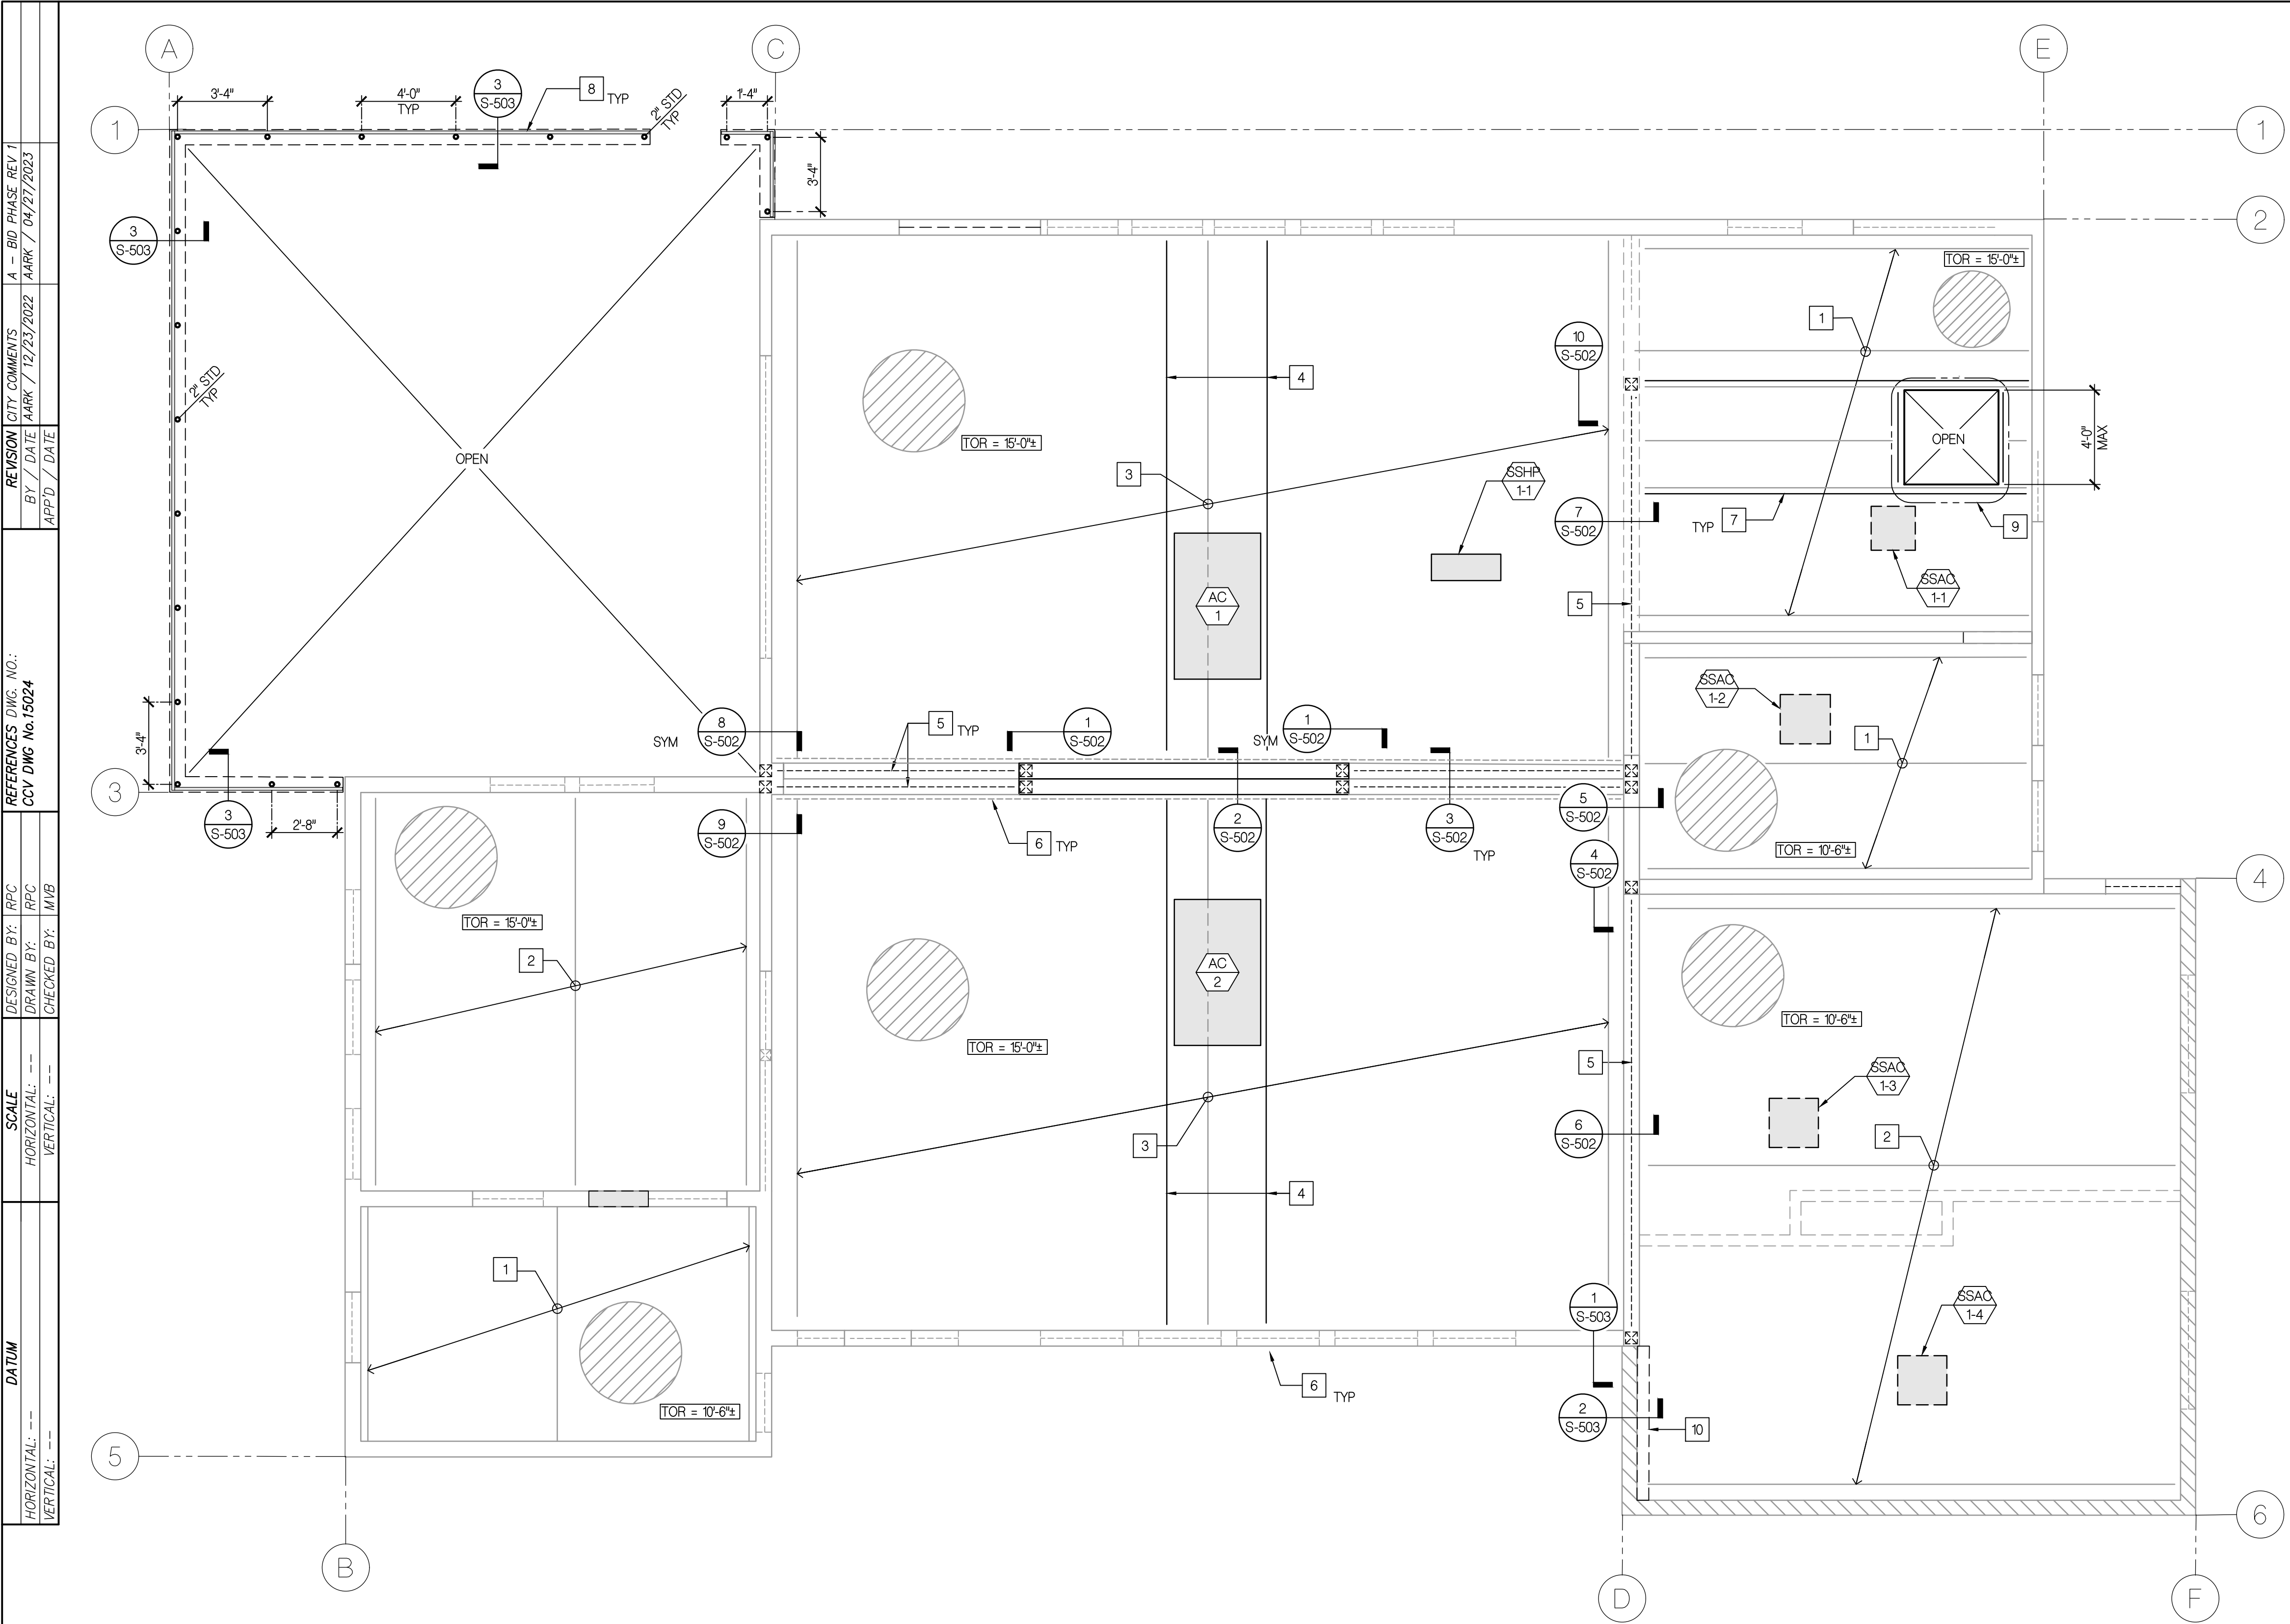 A
C
E
3'-4"
4'-0"
TYP
3
S-503
8
TYP
2" STD
TYP
1'-4"
1
1
3'-4"
2
3
S-503
TOR = 15'-0"±
1
10
S-502
4
2" STD
TYP
OPEN
TOR = 15'-0"±
OPEN
4'-0"
MAX
3
SSHP
1-1
7
S-502
TYP
7
9
AC
1
5
SSAC
1-1
SSAC
1-2
3'-4"
SYM
8
S-502
5
TYP
1
S-502
SYM
1
S-502
1
3
3
S-503
2'-8"
9
S-502
6
TYP
2
S-502
3
S-502
TYP
5
S-502
4
S-502
TOR = 10'-6"±
4
TOR = 15'-0"±
2
AC
2
TOR = 15'-0"±
TOR = 10'-6"±
5
SSAC
1-3
3
6
S-502
2
4
1
1
S-503
SSAC
1-4
6
TYP
TOR = 10'-6"±
2
S-503
10
5
6
B
D
F
REVISION
BY / DATE
APP'D / DATE
CITY COMMENTS
AARK / 12/23/2022
A - BID PHASE REV 1
AARK / 04/27/2023
REFERENCES DWG. NO.:
CCV DWG No.15024
DESIGNED BY: RPC
DRAWN BY: RPC
CHECKED BY: MVB
SCALE
HORIZONTAL: ---
VERTICAL: ---
DATUM
HORIZONTAL: ---
VERTICAL: ---